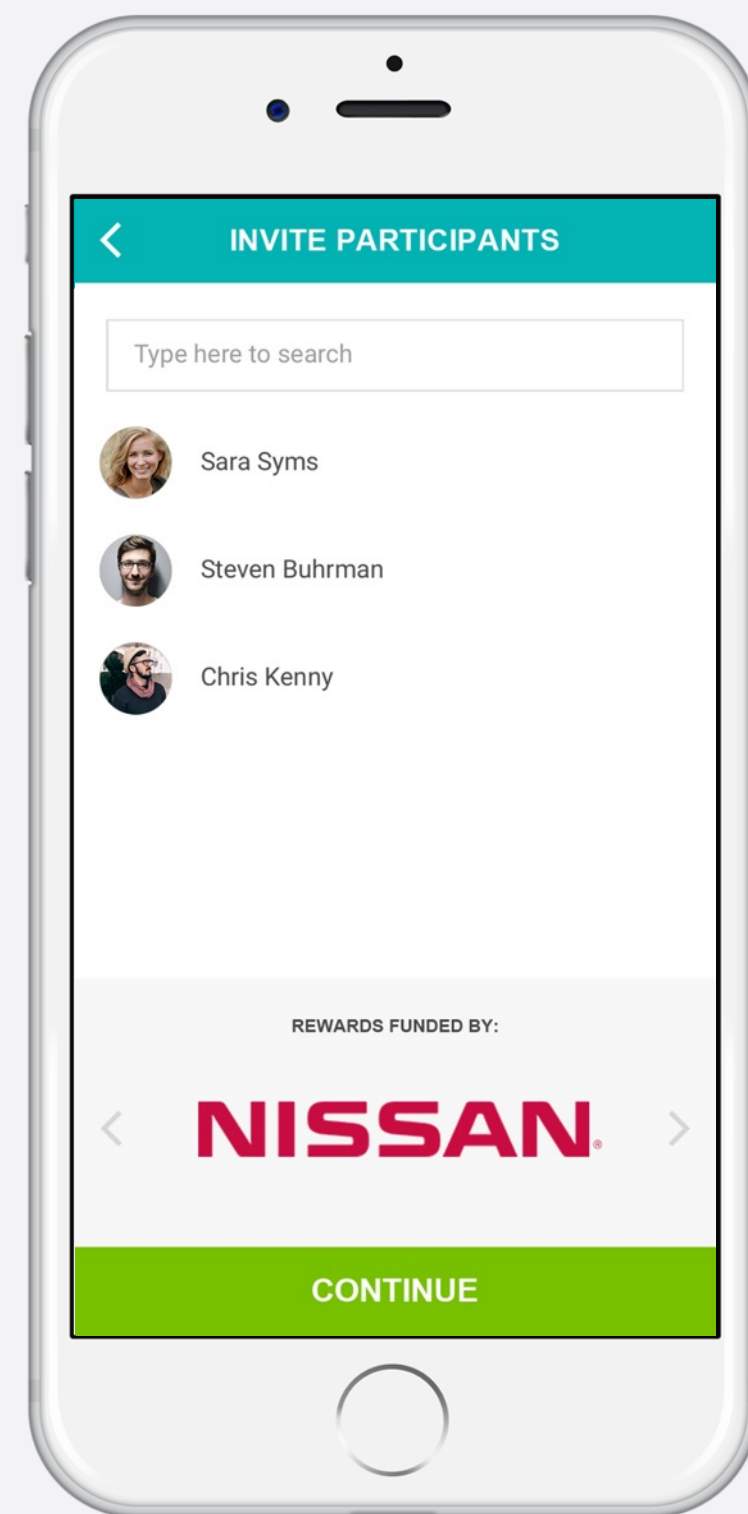 INVITE PARTICIPANTS
Type here to search
Sara Syms
Steven Buhrman
Chris Kenny
REWARDS FUNDED BY:
NISSAN®
CONTINUE